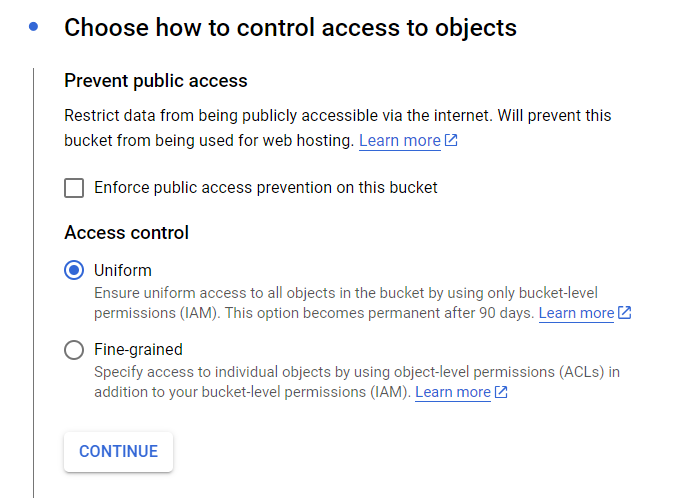 Choose how to control access to objects
Prevent public access
Restrict data from being publicly accessible via the internet. Will prevent this
bucket from being used for web hosting. Learn more
Enforce public access prevention on this bucket
Access control
Uniform
Ensure uniform access to all objects in the bucket by using only bucket-level
permissions (IAM). This option becomes permanent after 90 days. Learn more
Fine-grained
Specify access to individual objects by using object-level permissions (ACLs) in
addition to your bucket-level permissions (IAM). Learn more
CONTINUE